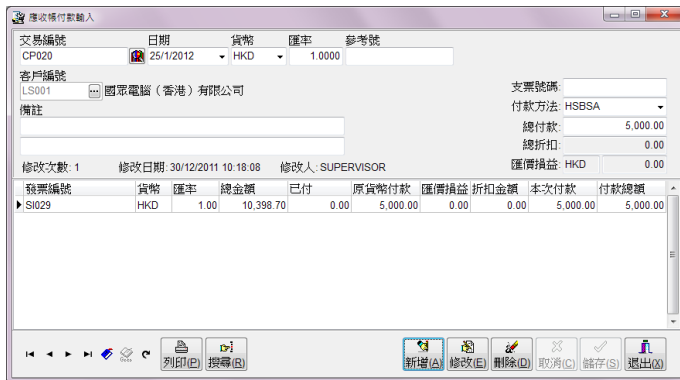 應收帳付款輸入
交易編號 日期 貨幣 匯率 參考號
CP020 25/1/2012 HKD 1.0000
客戶編號
LS001 國眾電腦（香港）有限公司
支票號碼:
備註
付款方法: HSBSA
總付款: 5,000.00
總折扣: 0.00
修改次數: 1 修改日期: 30/12/2011 10:18:08 修改人: SUPERVISOR 匯價損益: HKD 0.00
發票編號 貨幣 匯率 總金額 已付 原貨幣付款 匯價損益 折扣金額 本次付款 付款總額
SI029 HKD 1.00 10,398.70 0.00 5,000.00 0.00 0.00 5,000.00 5,000.00
列印(P) 搜尋(R) 新增(A) 修改(E) 刪除(D) 取消(C) 儲存(S) 退出(X)